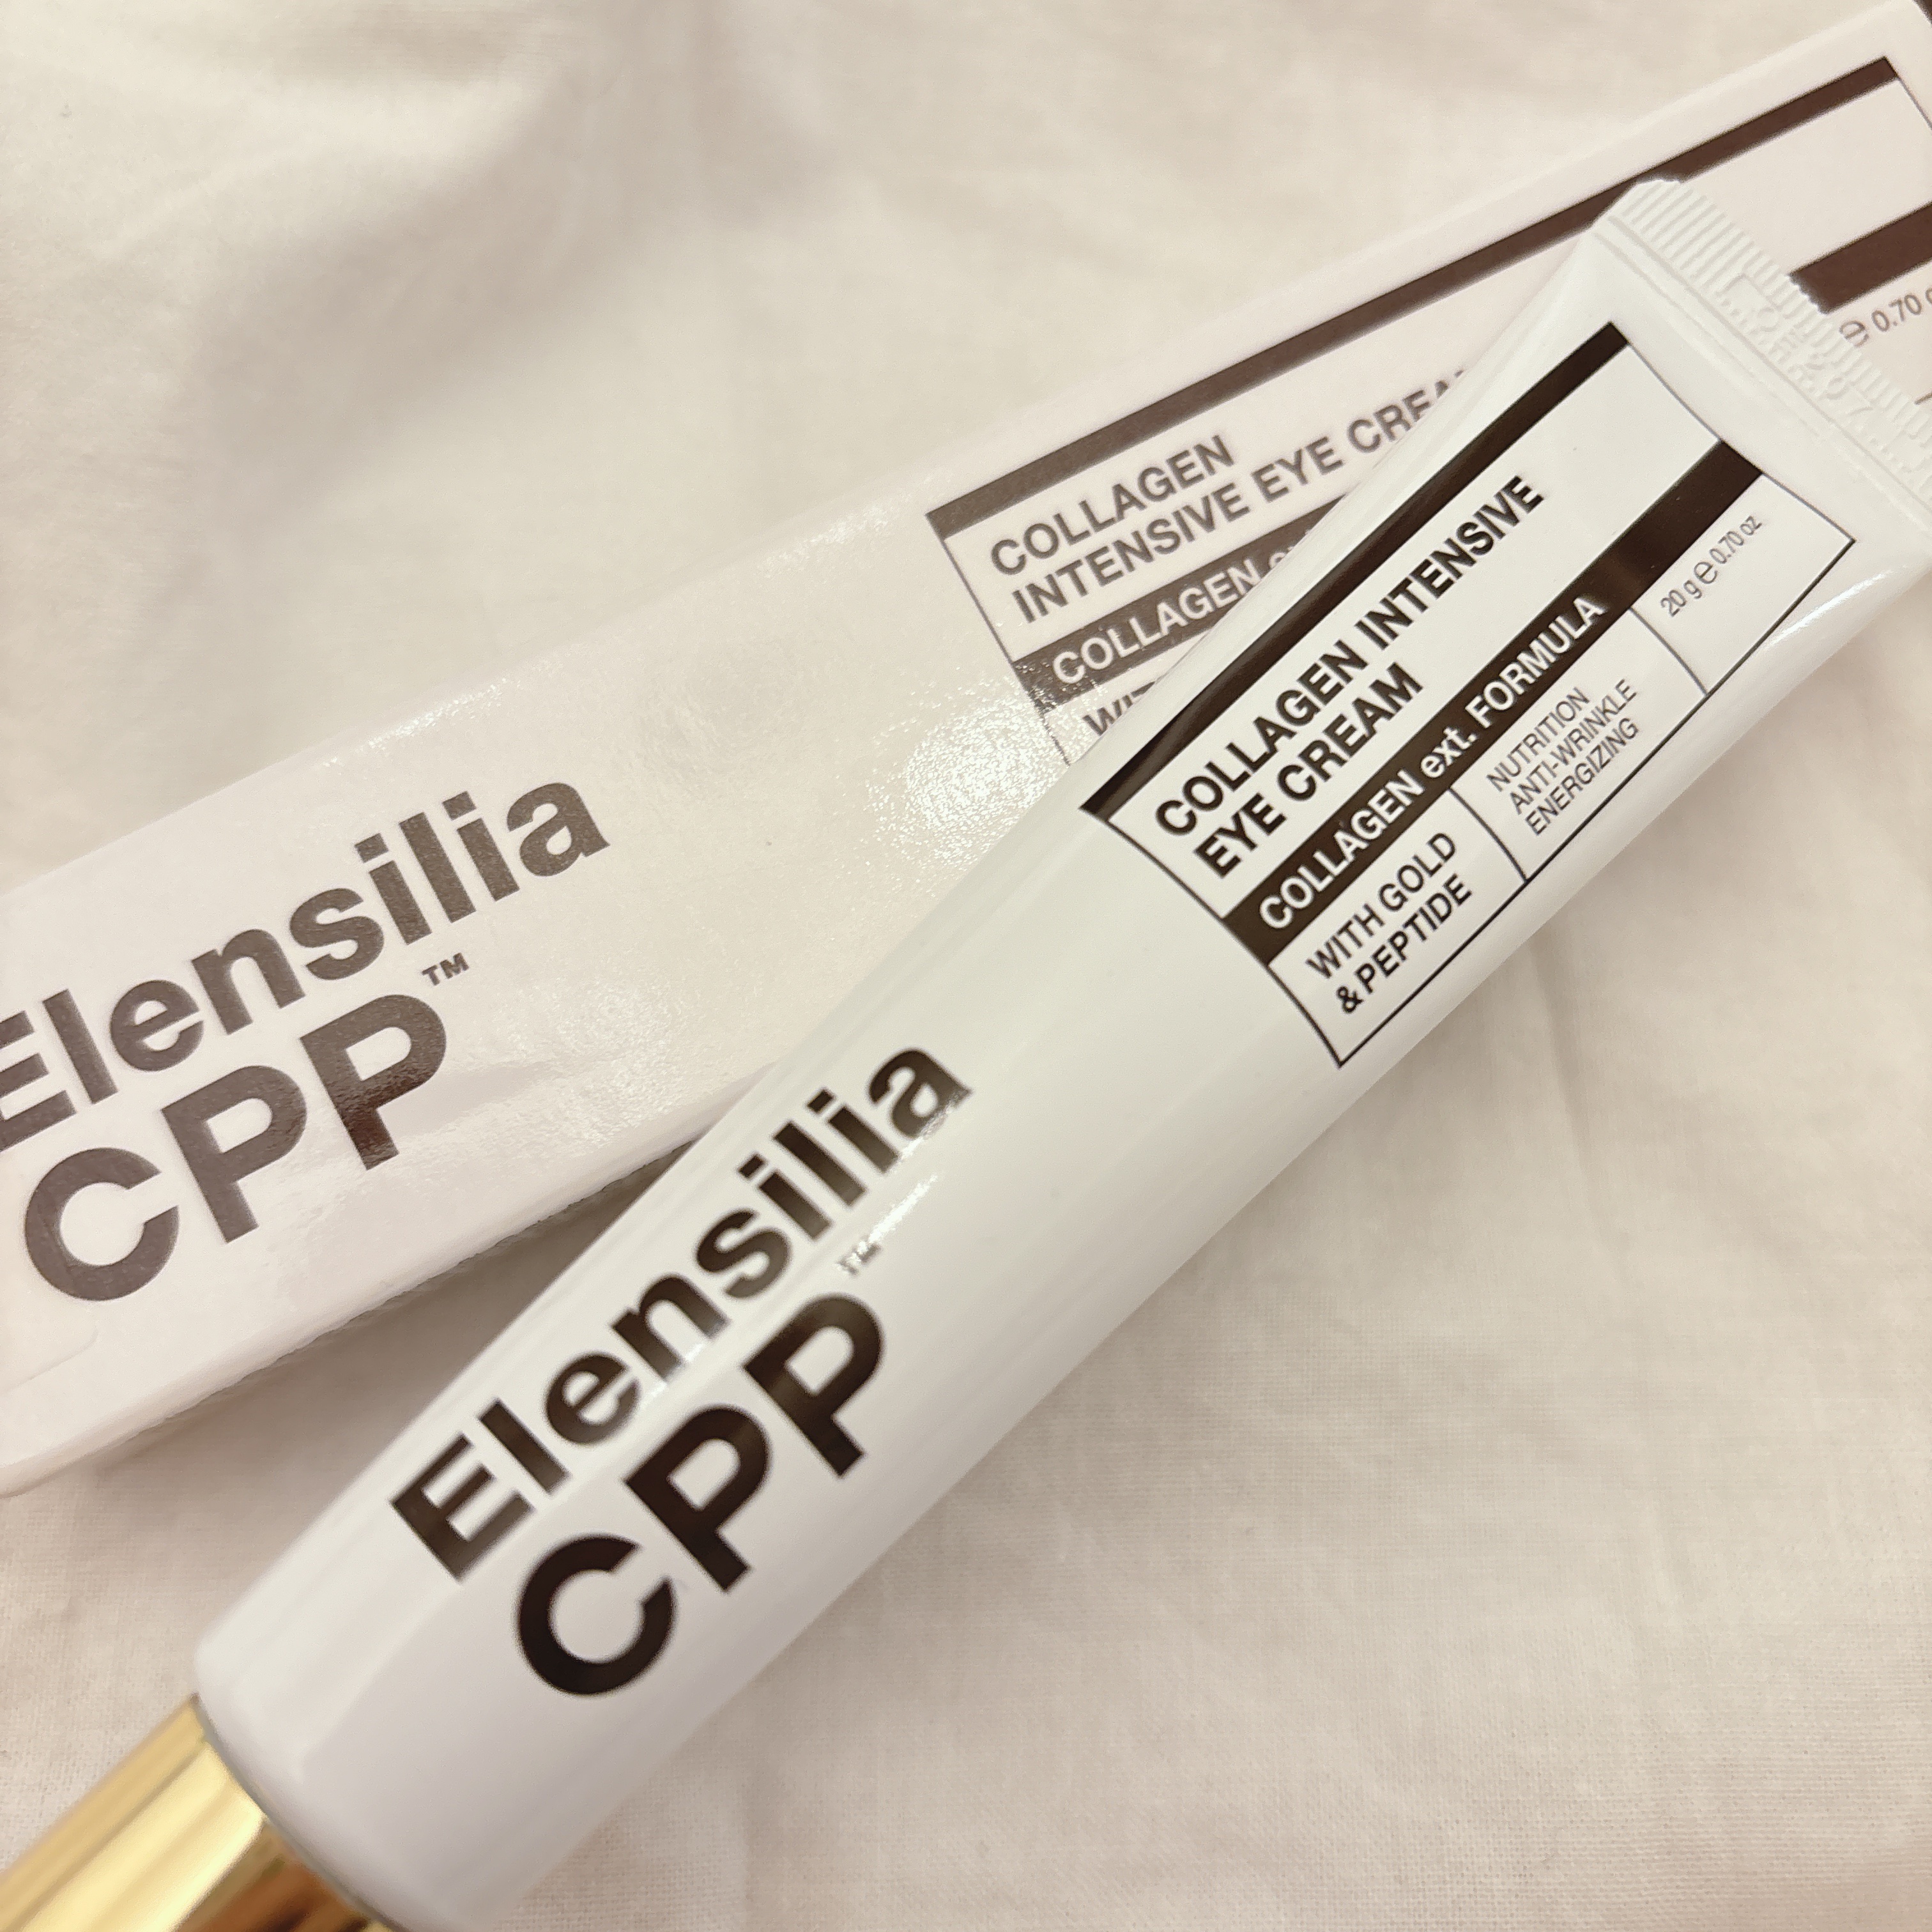 Elensilia
CPP™
COLLAGEN
INTENSIVE EYE CREAM
COLLAGEN
0.70
Elensilia
CPP™
COLLAGEN INTENSIVE
EYE CREAM
COLLAGEN ext. FORMULA
WITH GOLD
& PEPTIDE
NUTRITION
ANTI-WRINKLE
ENERGIZING
20 g ℮ 0.70 oz